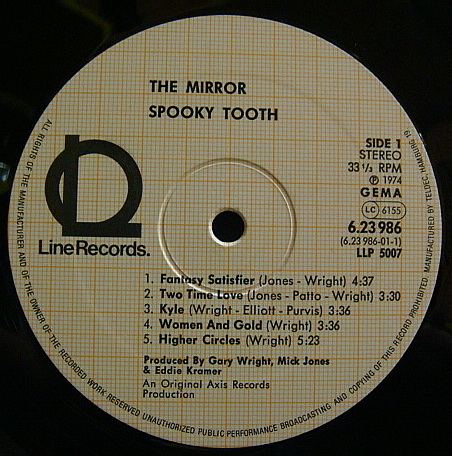 THE MIRROR
SPOOKY TOOTH
SIDE 1
STEREO
33 1/3 RPM
Ⓟ 1974
GEMA
LC 6155
6.23986
(6.23 986-01-1)
LLP 5007
LineRecords.
1. Fantasy Satisfier (Jones - Wright) 4:37
2. Two Time Love (Jones - Patto - Wright) 3:30
3. Kyle (Wright - Elliott - Purvis) 3:36
4. Women And Gold (Wright) 3:36
5. Higher Circles (Wright) 5:23
Produced By Gary Wright, Mick Jones
& Eddie Kramer
An Original Axis Records
Production
ALL RIGHTS OF THE MANUFACTURER AND OF THE OWNER OF THE RECORDED WORK RESERVED UNAUTHORIZED PUBLIC PERFORMANCE BROADCASTING AND COPYING OF THIS RECORD PROHIBITED MANUFACTURED BY TELDEC HAMBURG 19